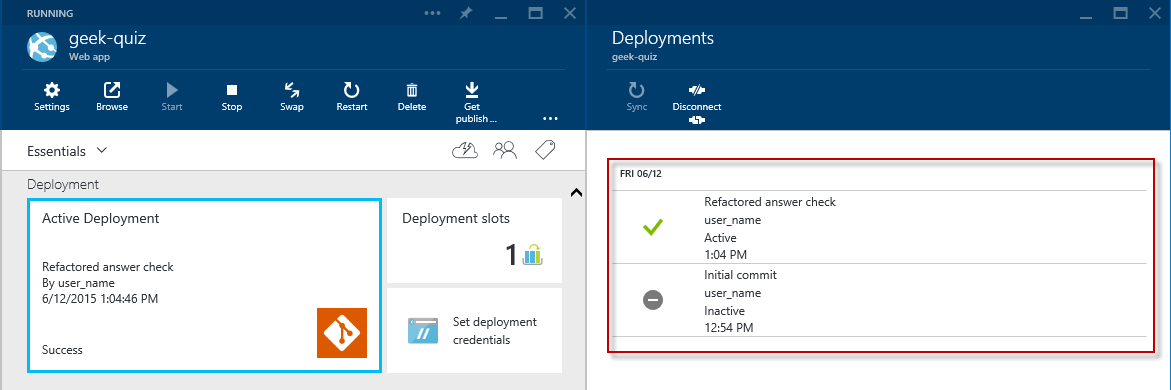 RUNNING
geek-quiz
Web app
Settings
Browse
Start
Stop
Swap
Restart
Delete
Get
publish ...
Essentials
Deployment
Active Deployment
Refactored answer check
By user_name
6/12/2015 1:04:46 PM
Success
Deployment slots
1
Set deployment
credentials
Deployments
geek-quiz
Sync
Disconnect
FRI 06/12
Refactored answer check
user_name
Active
1:04 PM
Initial commit
user_name
Inactive
12:54 PM